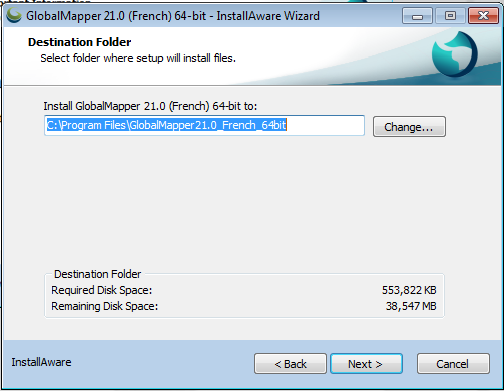 GlobalMapper 21.0 (French) 64-bit - InstallAware Wizard
Destination Folder
Select folder where setup will install files.
Install GlobalMapper 21.0 (French) 64-bit to:
C:\Program Files\GlobalMapper21.0_French_64bit
Change...
Destination Folder
Required Disk Space: 553,822 KB
Remaining Disk Space: 38,547 MB
InstallAware
< Back
Next >
Cancel